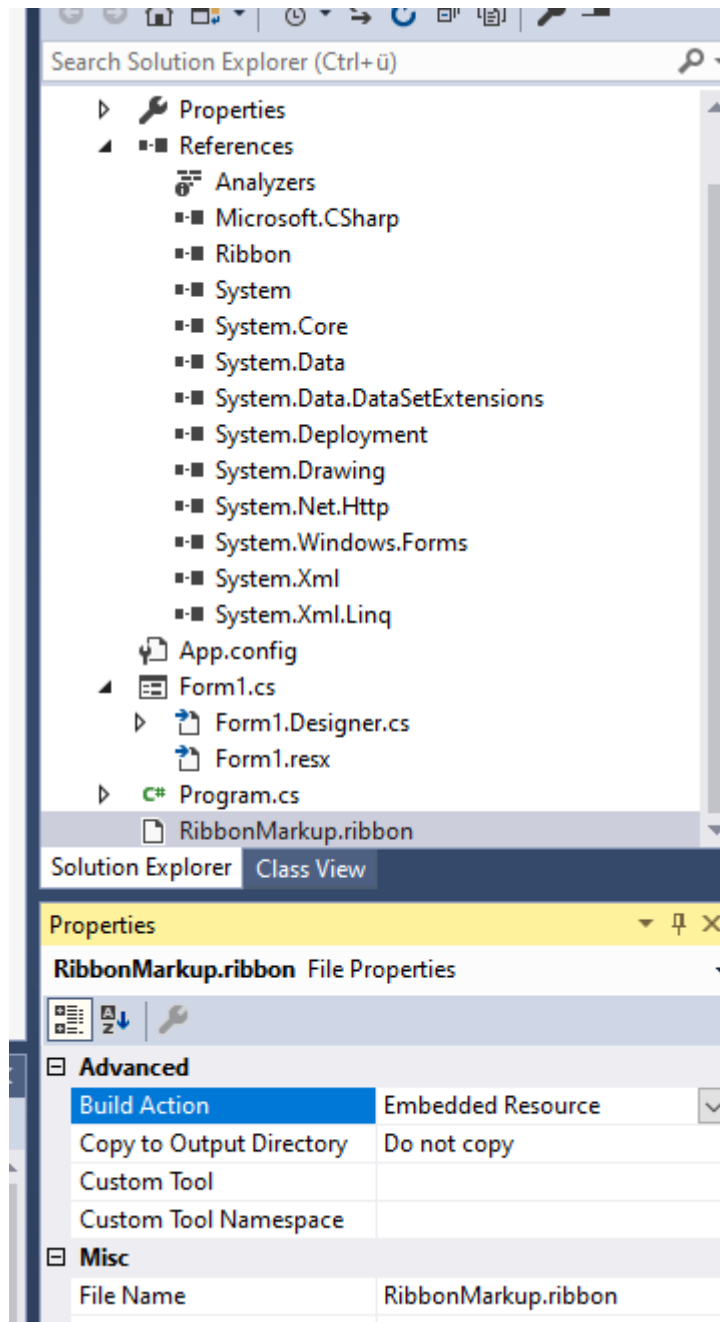 Search Solution Explorer (Ctrl+ü)
Properties
References
Analyzers
Microsoft.CSharp
Ribbon
System
System.Core
System.Data
System.Data.DataSetExtensions
System.Deployment
System.Drawing
System.Net.Http
System.Windows.Forms
System.Xml
System.Xml.Linq
App.config
Form1.cs
Form1.Designer.cs
Form1.resx
C# Program.cs
RibbonMarkup.ribbon
Solution Explorer Class View
Properties
RibbonMarkup.ribbon File Properties
Advanced
Build Action Embedded Resource
Copy to Output Directory Do not copy
Custom Tool
Custom Tool Namespace
Misc
File Name RibbonMarkup.ribbon